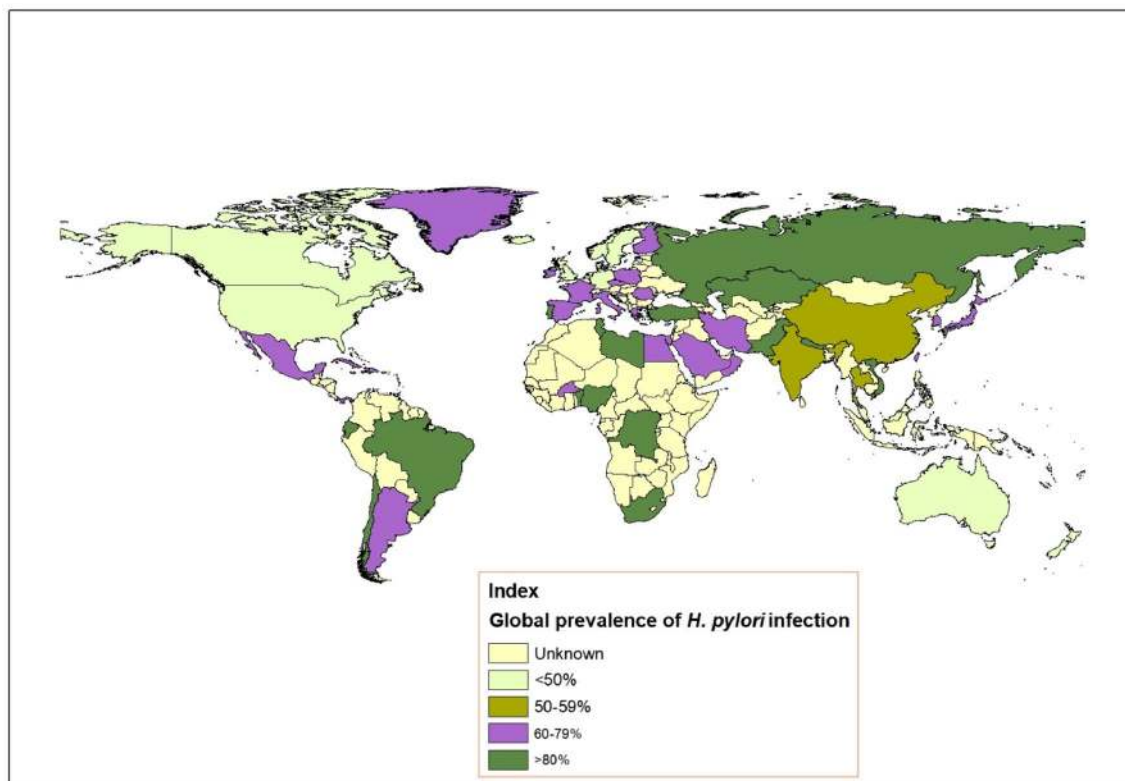 Index
Global prevalence of H. pylori infection
Unknown
<50%
50-59%
60-79%
>80%